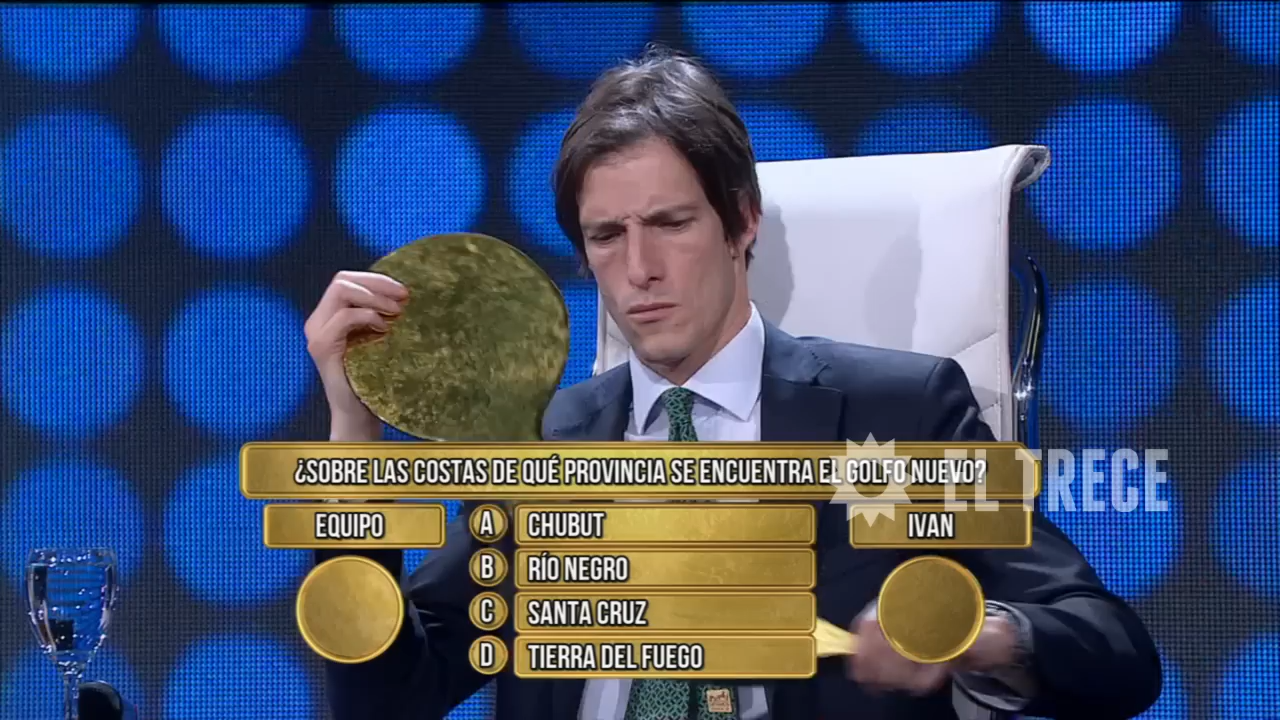 ¿SOBRE LAS COSTAS DE QUÉ PROVINCIA SE ENCUENTRA EL GOLFO NUEVO?
EL TRECE
EQUIPO
A CHUBUT
IVAN
B RÍO NEGRO
C SANTA CRUZ
D TIERRA DEL FUEGO